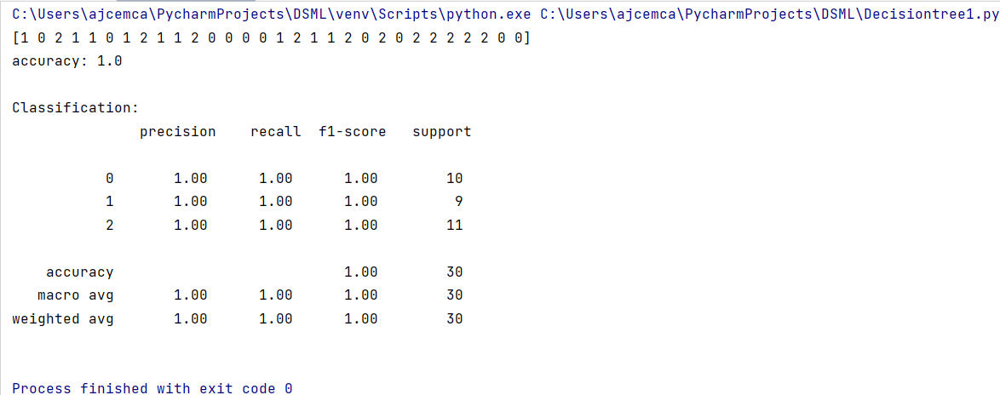 C:\Users\ajcemca\PycharmProjects\DSML\venv\Scripts\python.exe C:\Users\ajcemca\PycharmProjects\DSML\Decisiontree1.py
[1 0 2 1 1 0 1 2 1 1 2 0 0 0 0 1 2 1 1 2 0 2 0 2 2 2 2 2 0 0]
accuracy: 1.0
Classification:
precision recall f1-score support
0 1.00 1.00 1.00 10
1 1.00 1.00 1.00 9
2 1.00 1.00 1.00 11
accuracy 1.00 30
macro avg 1.00 1.00 1.00 30
weighted avg 1.00 1.00 1.00 30
Process finished with exit code 0